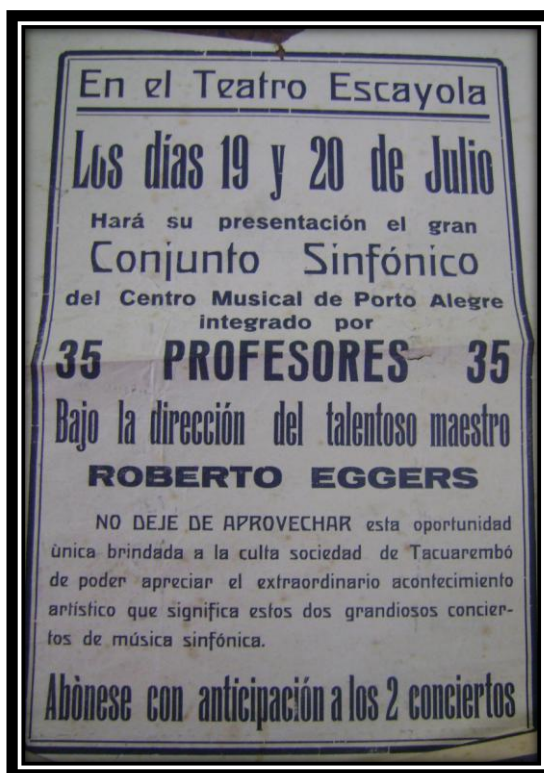 En el Teatro Escayola
Los días 19 y 20 de Julio
Hará su presentación el gran
Conjunto Sinfónico
del Centro Musical de Porto Alegre
integrado por
35 PROFESORES 35
Bajo la dirección del talentoso maestro
ROBERTO EGGERS
NO DEJE DE APROVECHAR esta oportunidad
ùnica brindada a la culta sociedad de Tacuarembó
de poder apreciar el extraordinario acontecimiento
artístico que significa estos dos grandiosos concier-
tos de música sinfónica.
Abònese con anticipación a los 2 conciertos